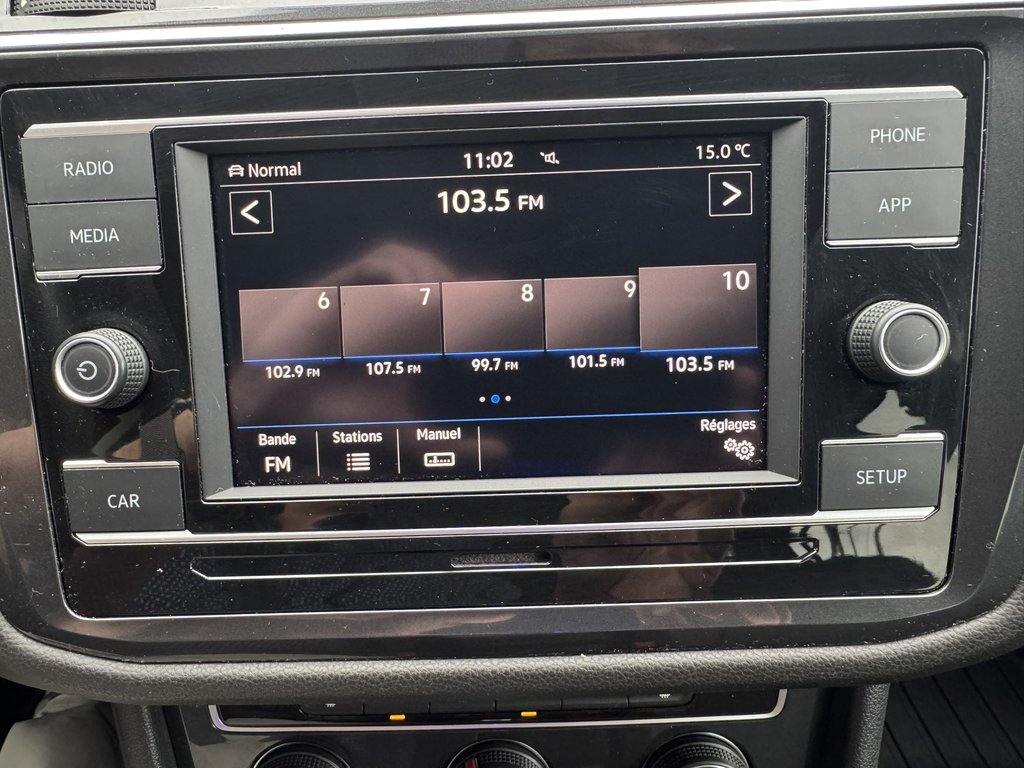 RADIO
MEDIA
CAR
PHONE
APP
SETUP
Normal
11:02
15.0 °C
<
103.5 FM
>
6
7
8
9
10
102.9 FM
107.5 FM
99.7 FM
101.5 FM
103.5 FM
Bande
FM
Stations
Manuel
Réglages